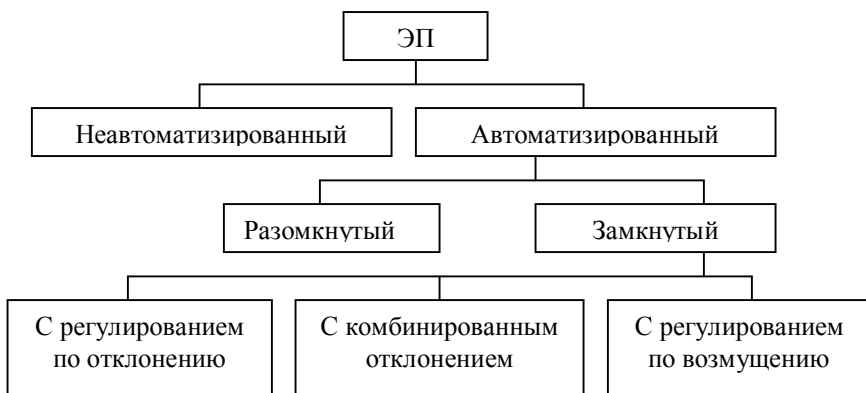 ЭП
Неавтоматизированный
Автоматизированный
Разомкнутый
Замкнутый
С регулированием
по отклонению
С комбинированным
отклонением
С регулированием
по возмущению